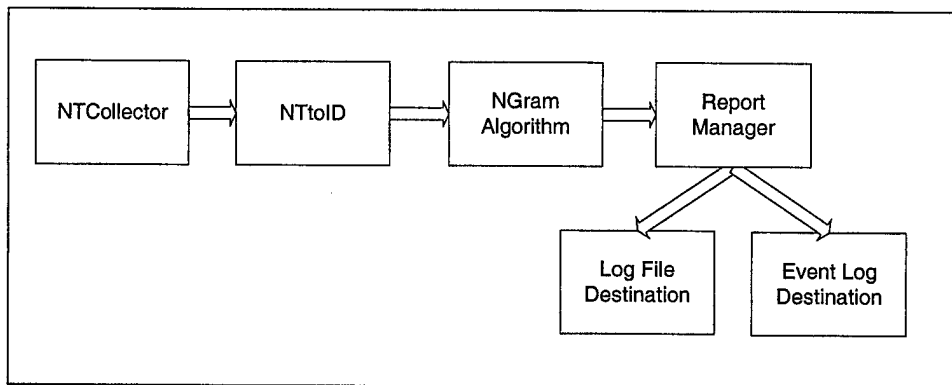 NTCollector
NTtoID
NGram
Algorithm
Report
Manager
Log File
Destination
Event Log
Destination